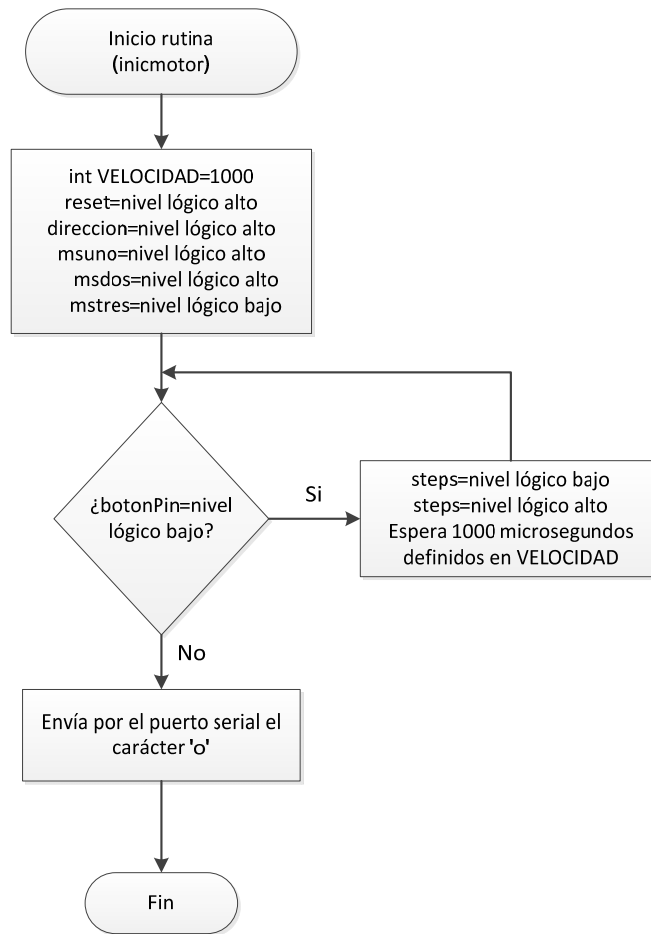 Inicio rutina
(inicmotor)
int VELOCIDAD=1000
reset=nivel lógico alto
direccion=nivel lógico alto
msuno=nivel lógico alto
msdos=nivel lógico alto
mstres=nivel lógico bajo
¿botonPin=nivel
lógico bajo?
Si
steps=nivel lógico bajo
steps=nivel lógico alto
Espera 1000 microsegundos
definidos en VELOCIDAD
No
Envía por el puerto serial el
carácter 'o'
Fin